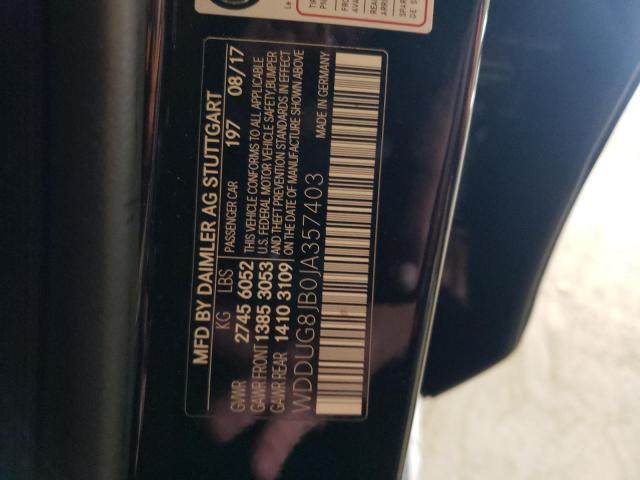 MFD BY DAIMLER AG STUTTGART
PASSENGER CAR 197 08/17
KG LBS
GVWR 2745 6052
GAWR FRONT 1385 3053
GAWR REAR 1410 3109
THIS VEHICLE CONFORMS TO ALL APPLICABLE
U.S. FEDERAL MOTOR VEHICLE SAFETY,BUMPER
AND THEFT PREVENTION STANDARDS IN EFFECT
ON THE DATE OF MANUFACTURE SHOWN ABOVE
MADE IN GERMANY
WDDUG8JB0JA357403